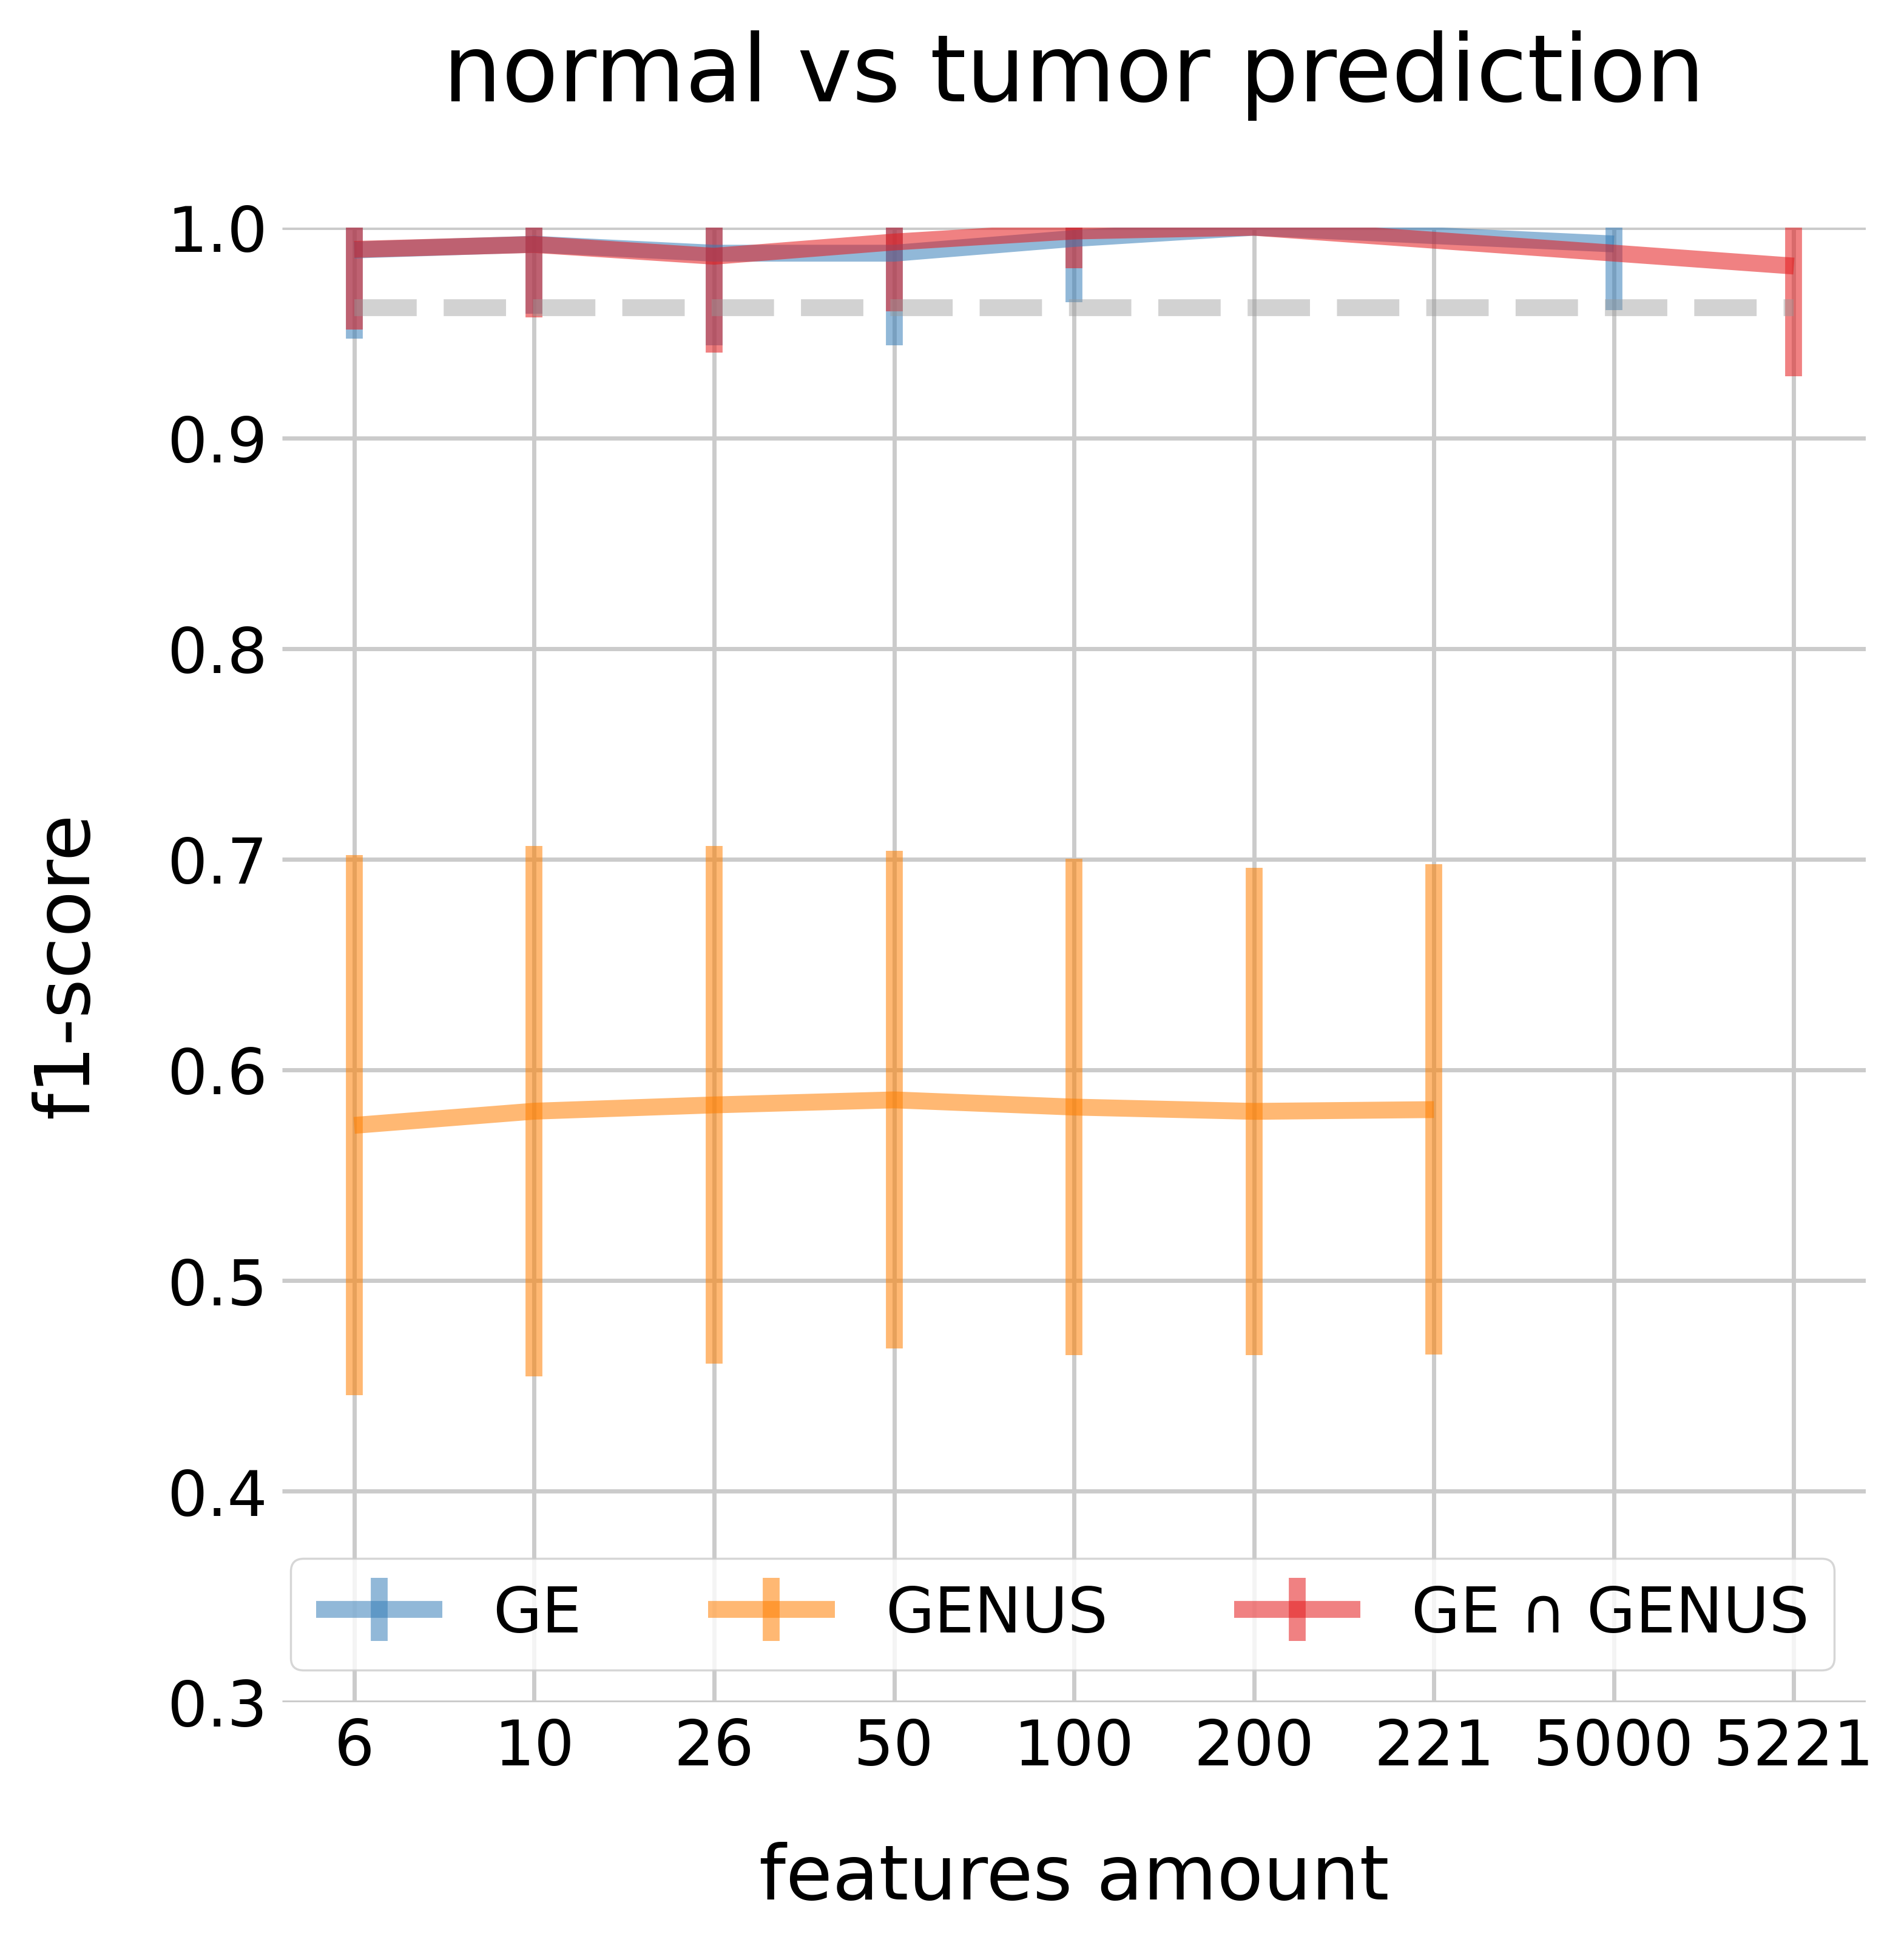 normal vs tumor prediction
1.0
0.9
0.8
0.7
0.6
0.5
0.4
0.3
f1-score
GE GENUS GE ∩ GENUS
6 10 26 50 100 200 221 5000 5221
features amount